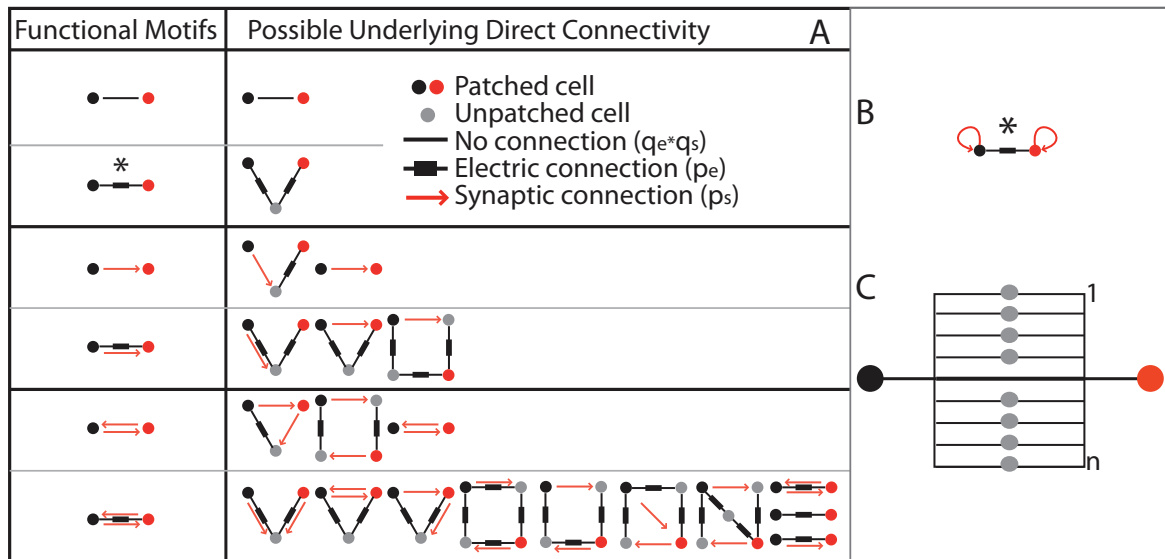 Functional Motifs
Possible Underlying Direct Connectivity
A
Patched cell
Unpatched cell
No connection (qe*qs)
Electric connection (pe)
Synaptic connection (ps)
*
B
*
C
1
n